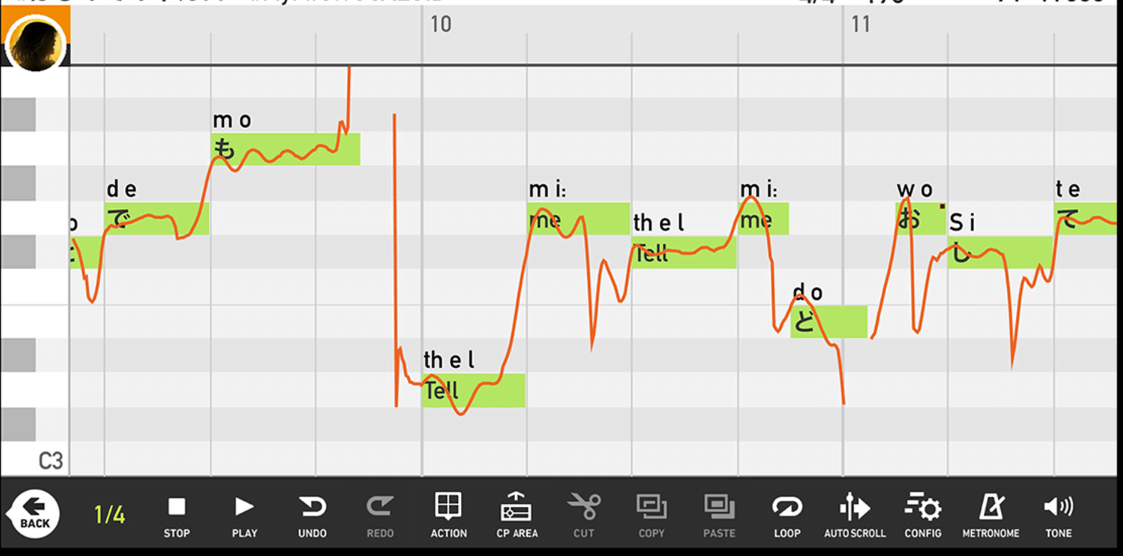 10 11
m o
も
d e
で
m i: m i: w o t e
me me お て
th e l S i
Tell し
d o
ど
th e l
Tell
C3
BACK 1/4 STOP PLAY UNDO REDO ACTION CP AREA CUT COPY PASTE LOOP AUTO SCROLL CONFIG METRONOME TONE